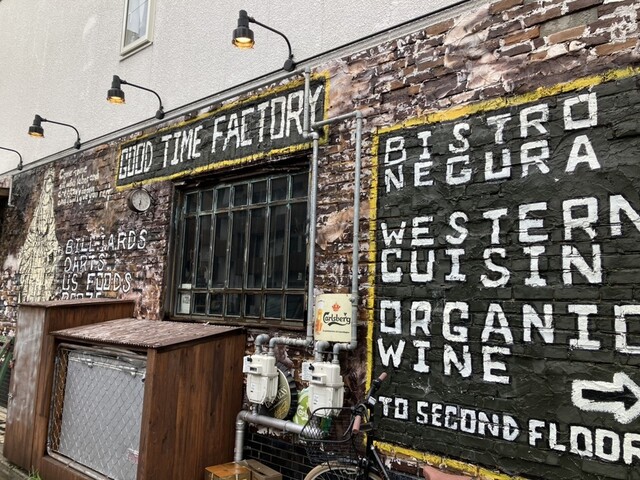 GOOD TIME FACTORY
BILLIARDS
DARTS
US FOODS
Carlsberg
BISTRO
NEGURA
WESTERN
CUISIN
ORGANIC
WINE
TO SECOND FLOOR